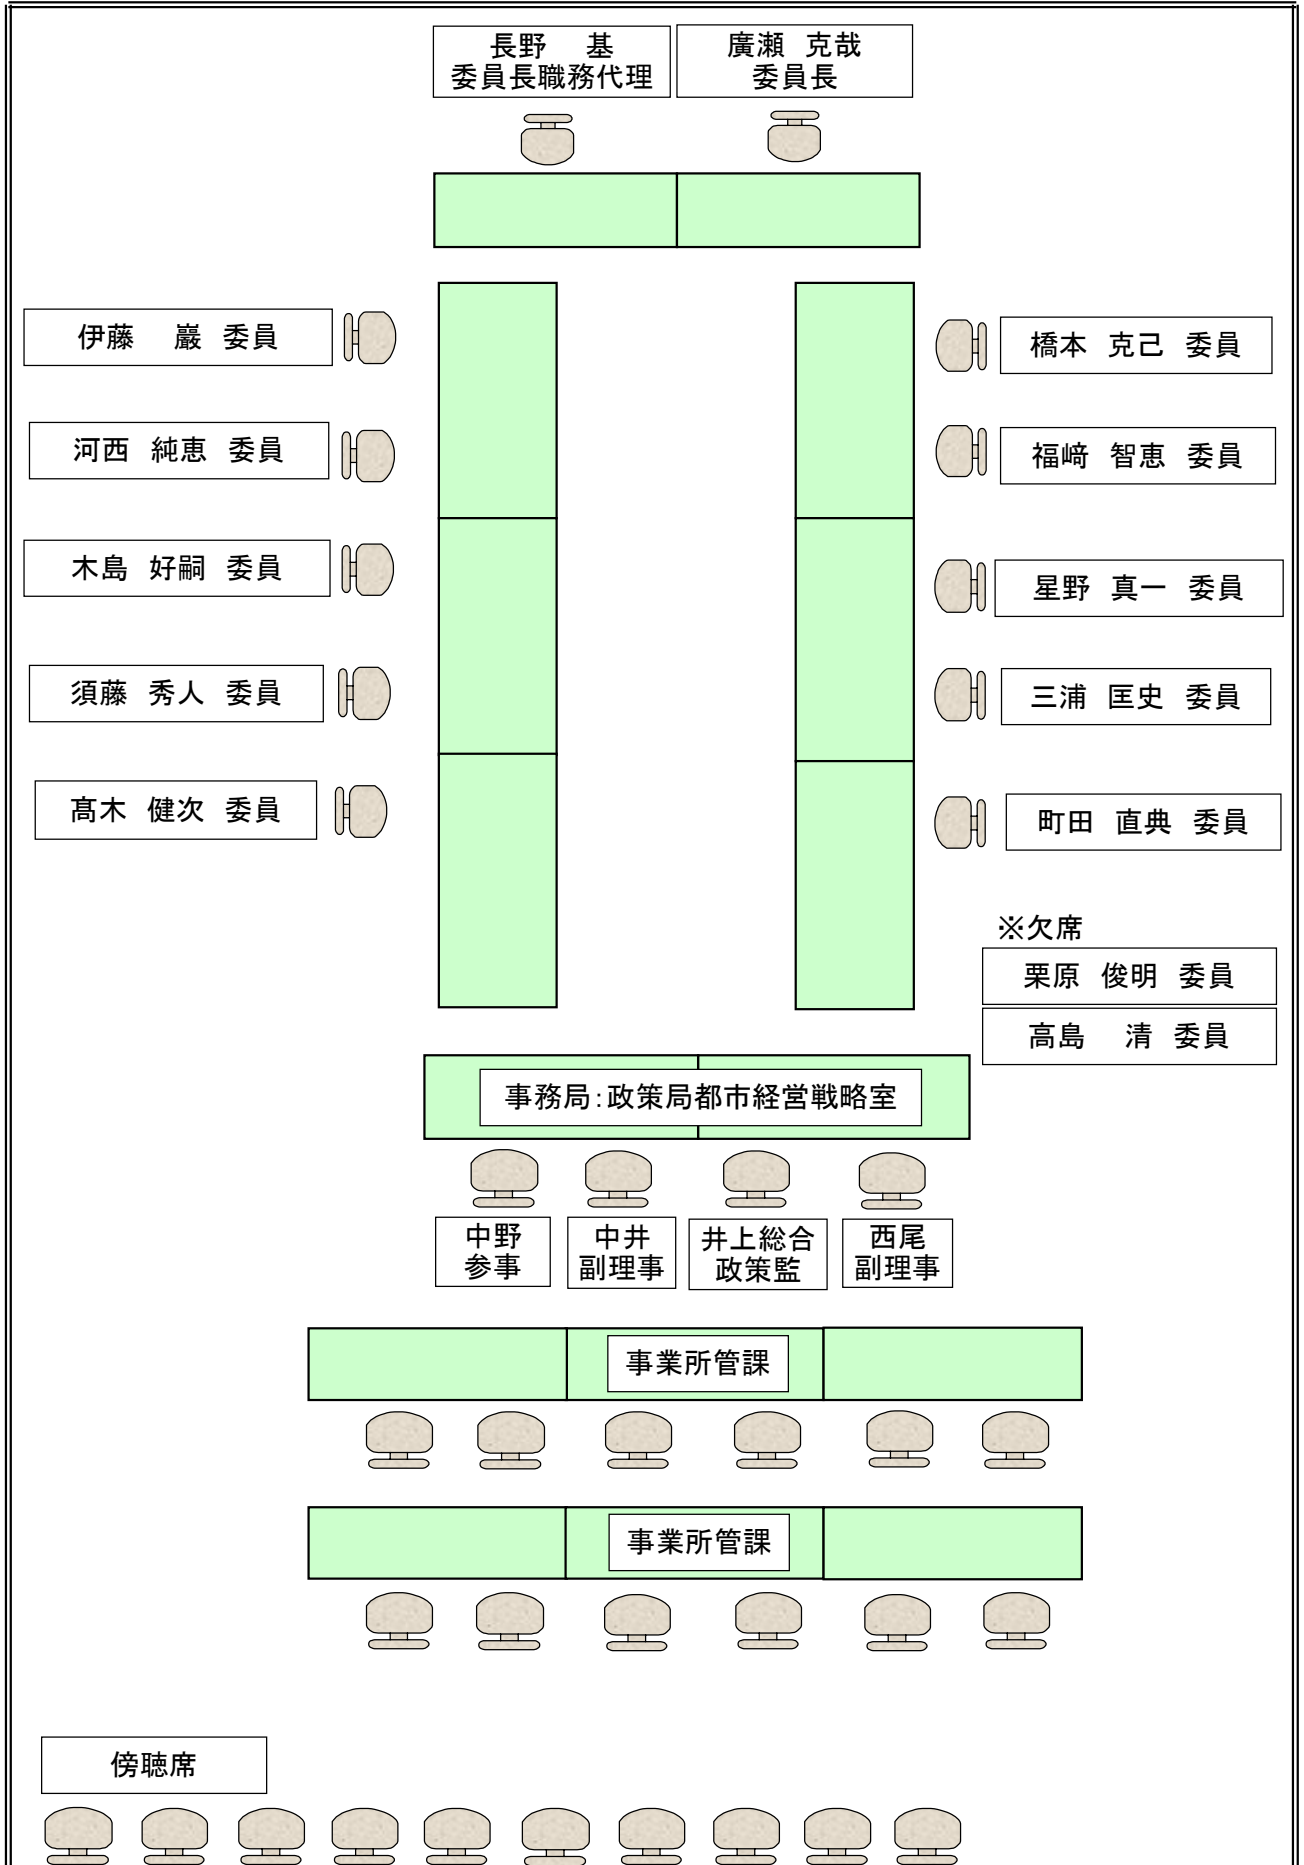 長野　基
委員長職務代理
廣瀬 克哉
委員長
伊藤　巖 委員
橋本 克己 委員
河西 純恵 委員
福﨑 智恵 委員
木島 好嗣 委員
星野 真一 委員
須藤 秀人 委員
三浦 匡史 委員
髙木 健次 委員
町田 直典 委員
※欠席
栗原 俊明 委員
高島　清 委員
事務局:政策局都市経営戦略室
中野
参事
中井
副理事
井上総合
政策監
西尾
副理事
事業所管課
事業所管課
傍聴席